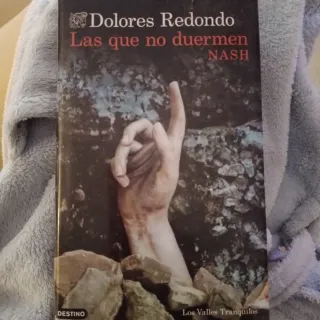 Dolores Redondo
Las que no duermen
NASH
Los Valles Tranquilos
DESTINO